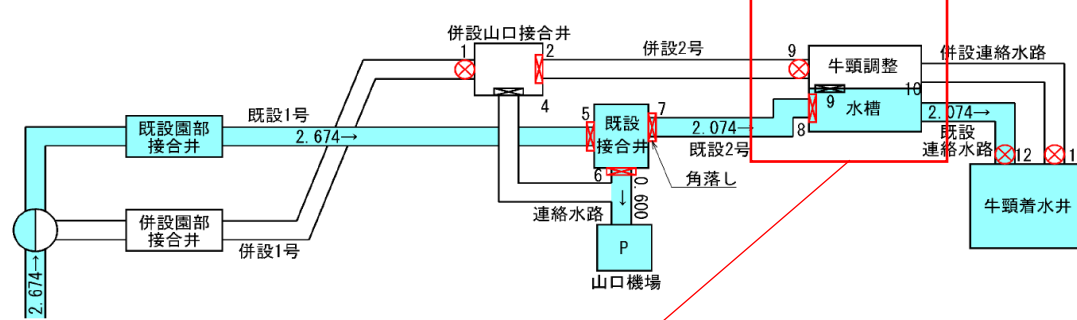 併設山口接合井
1
2
4
併設2号
9
牛頸調整
水槽
9
10
併設連絡水路
既設1号
2.674→
既設園部
接合井
5
既設
接合井
7
6
2.074→
既設2号
8
2.074→
既設
連絡水路
12
1
牛頸着水井
角落し
0.600
→
連絡水路
P
山口機場
併設園部
接合井
併設1号
2.674→